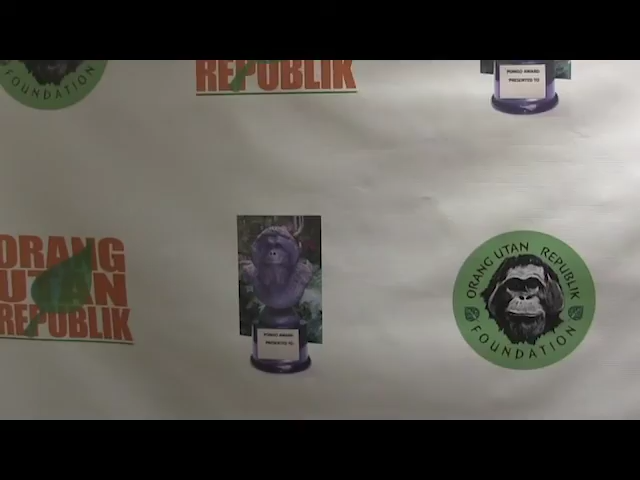 FOUNDATION
REPUBLIK
PONGO AWARD
PRESENTED TO
ORANG
UTAN
REPUBLIK
PONGO AWARD
PRESENTED TO
ORANG UTAN REPUBLIK
FOUNDATION